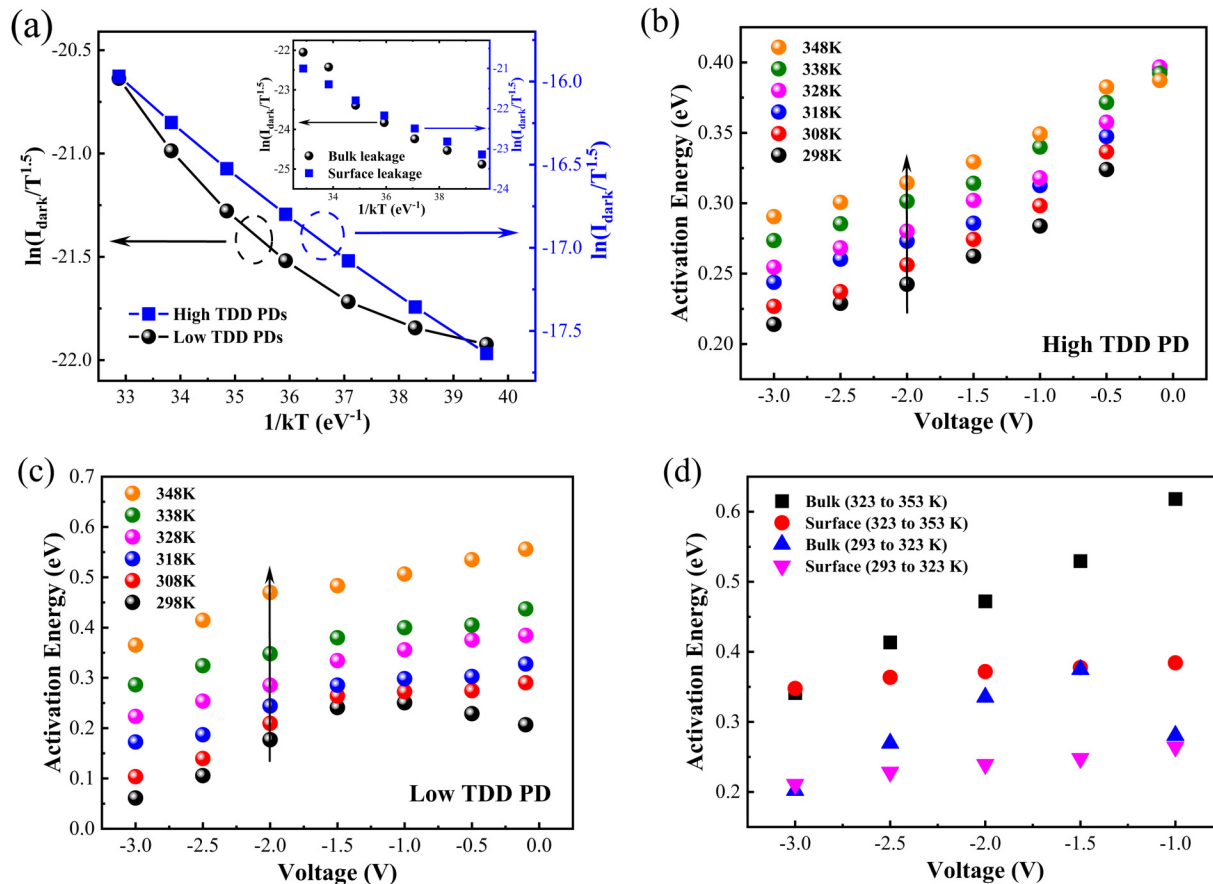 (a)
-20.5
-21.0
-21.5
-22.0
ln(I_dark/T^1.5)
33 34 35 36 37 38 39 40
1/kT (eV^-1)
-16.0
-16.5
-17.0
-17.5
ln(I_dark/T^1.5)
High TDD PDs
Low TDD PDs
-22
-23
-24
-25
ln(I_dark/T^1.5)
34 36 38
1/kT (eV^-1)
-21
-22
-23
-24
ln(I_dark/T^1.5)
Bulk leakage
Surface leakage
(b)
0.40
0.35
0.30
0.25
0.20
Activation Energy (eV)
348K
338K
328K
318K
308K
298K
High TDD PD
-3.0 -2.5 -2.0 -1.5 -1.0 -0.5 0.0
Voltage (V)
(c)
0.7
0.6
0.5
0.4
0.3
0.2
0.1
0.0
Activation Energy (eV)
348K
338K
328K
318K
308K
298K
Low TDD PD
-3.0 -2.5 -2.0 -1.5 -1.0 -0.5 0.0
Voltage (V)
(d)
0.6
0.5
0.4
0.3
0.2
Activation Energy (eV)
Bulk (323 to 353 K)
Surface (323 to 353 K)
Bulk (293 to 323 K)
Surface (293 to 323 K)
-3.0 -2.5 -2.0 -1.5 -1.0
Voltage (V)